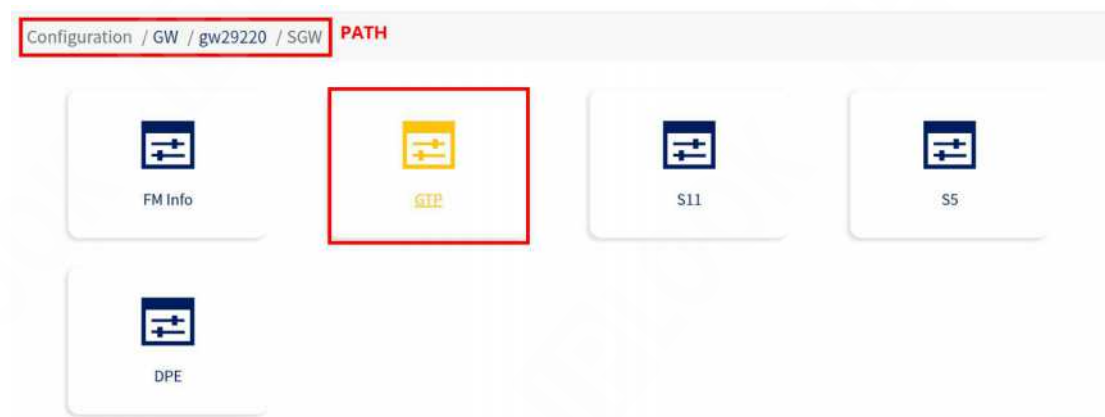 Configuration / GW / gw29220 / SGW PATH
FM Info GTP S11 S5
DPE